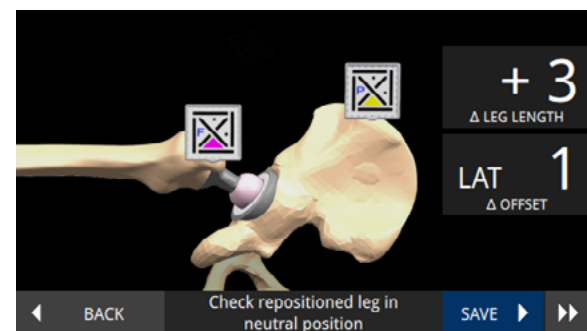 F
P
+ 3
Δ LEG LENGTH
LAT 1
Δ OFFSET
BACK
Check repositioned leg in
neutral position
SAVE